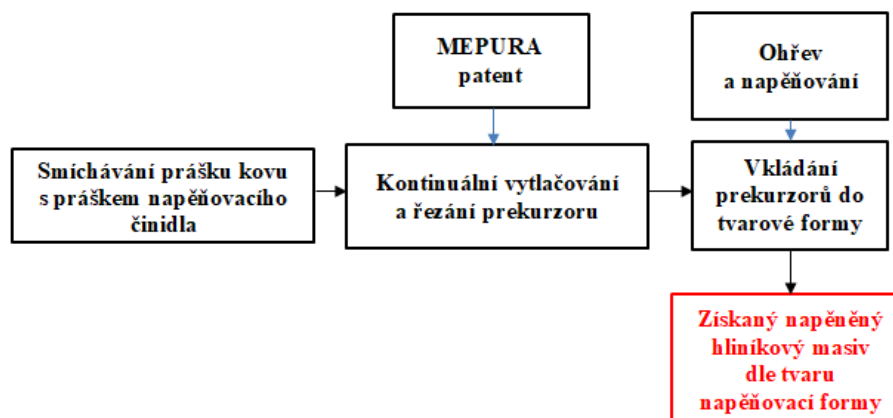 MEPURA
patent
Ohřev
a napěňování
Smíchávání prášku kovu
s práškem napěňovacího
činidla
Kontinuální vytlačování
a řezání prekurzoru
Vkládání
prekurzorů do
tvarové formy
Získaný napěněný
hliníkový masiv
dle tvaru
napěňovací formy